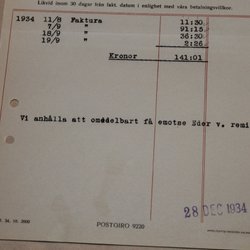 Likvid inom 30 dagar från fakt. datum i enlighet med våra betalningsvillkor.
1934 11/8 Faktura 11:30
7/9 " 91:15
18/9 " 36:30
19/9 " 2:26
Kronor 141:01
Vi anhålla att omedelbart få emotse Eder v. remi
28 DEC 1934
POSTGIRO 9220